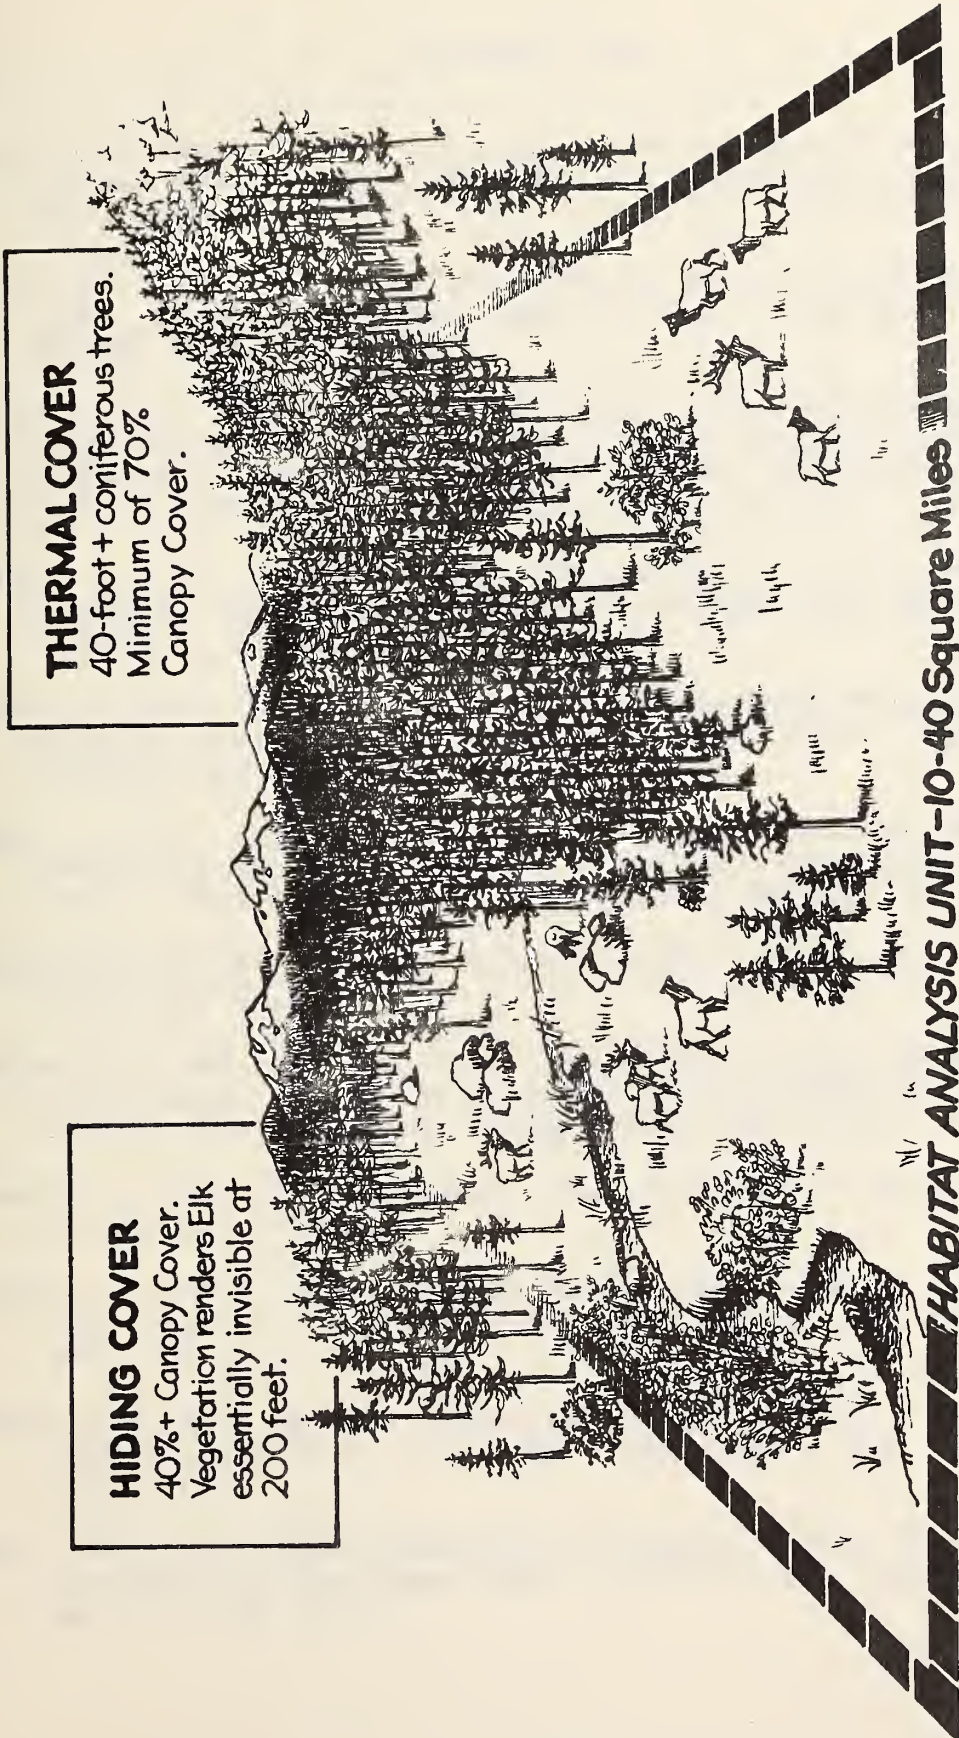 HIDING COVER
40%+ Canopy Cover.
Vegetation renders Elk
essentially invisible at
200 feet.
THERMAL COVER
40-foot + coniferous trees.
Minimum of 70%
Canopy Cover.
HABITAT ANALYSIS UNIT-10-40 Square Miles